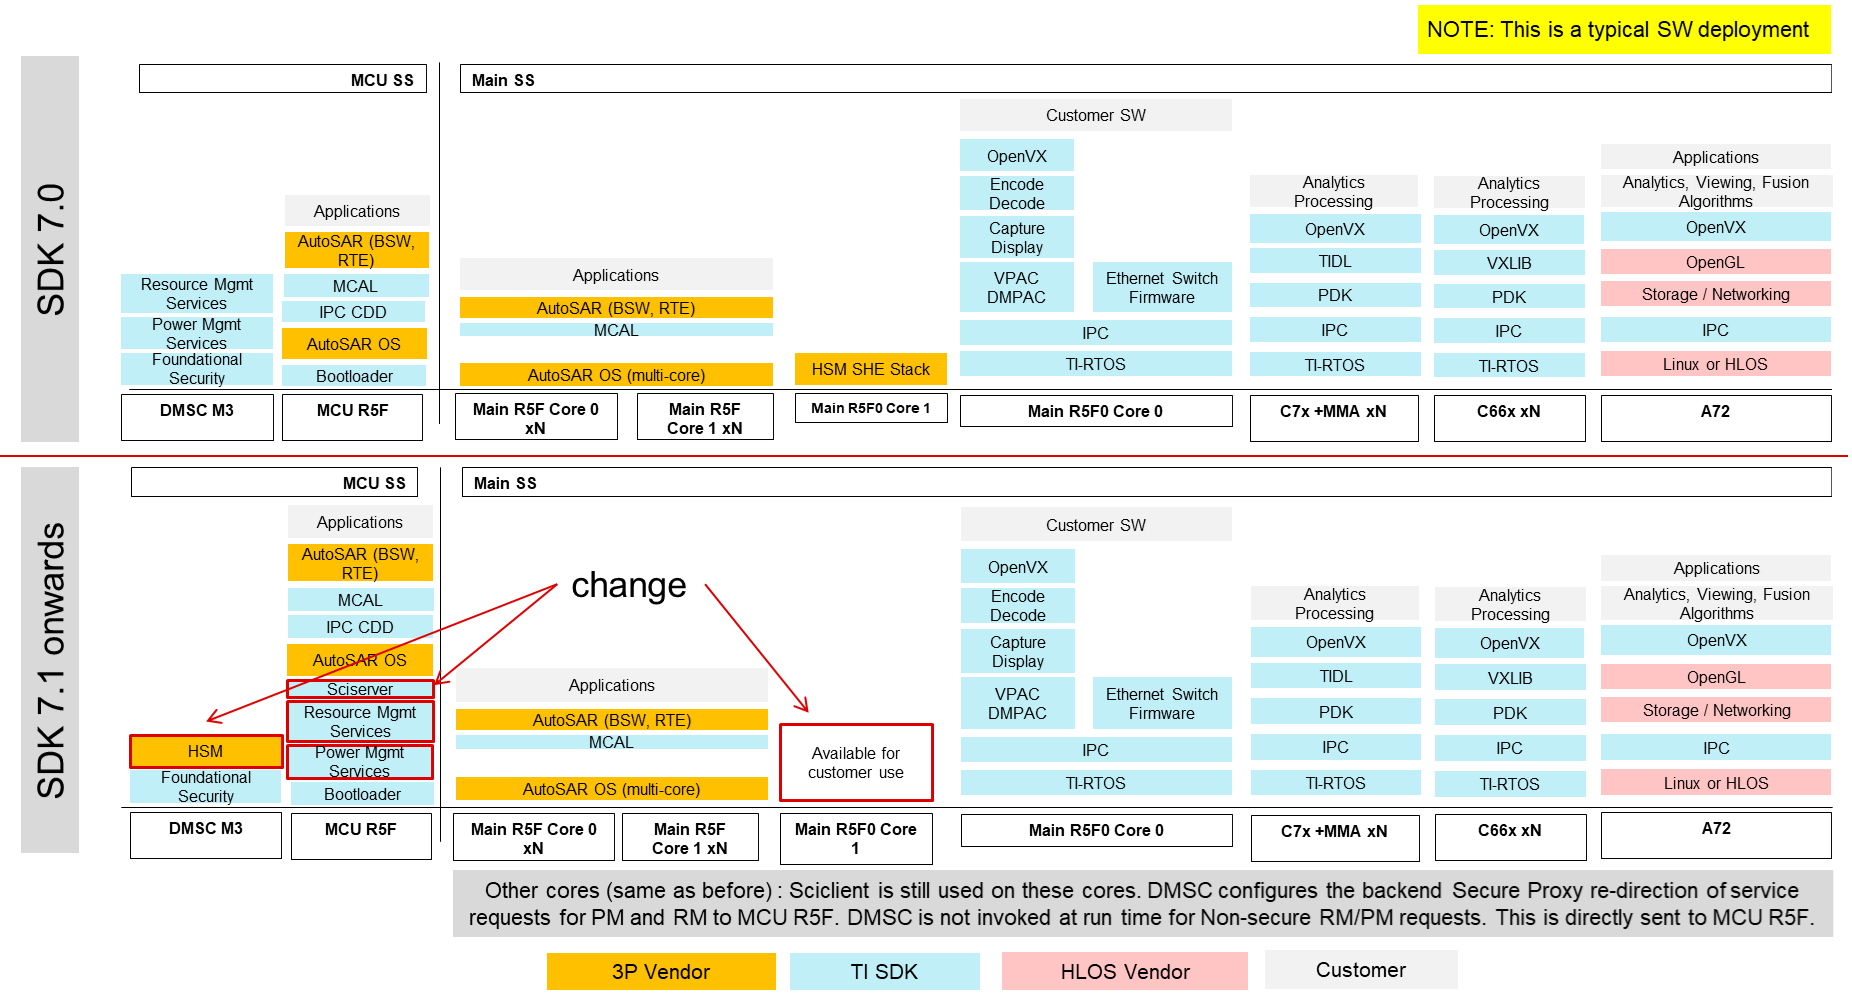 NOTE: This is a typical SW deployment
SDK 7.0
MCU SS
Main SS
Resource Mgmt
Services
Power Mgmt
Services
Foundational
Security
DMSC M3
Applications
AutoSAR (BSW,
RTE)
MCAL
IPC CDD
AutoSAR OS
Bootloader
MCU R5F
Applications
AutoSAR (BSW, RTE)
MCAL
AutoSAR OS (multi-core)
Main R5F Core 0
xN
Main R5F
Core 1 xN
HSM SHE Stack
Main R5F0 Core 1
Customer SW
OpenVX
Encode
Decode
Capture
Display
VPAC
DMPAC
Ethernet Switch
Firmware
IPC
TI-RTOS
Main R5F0 Core 0
Analytics
Processing
OpenVX
TIDL
PDK
IPC
TI-RTOS
C7x +MMA xN
Analytics
Processing
OpenVX
VXLIB
PDK
IPC
TI-RTOS
C66x xN
Applications
Analytics, Viewing, Fusion
Algorithms
OpenVX
OpenGL
Storage / Networking
IPC
Linux or HLOS
A72
SDK 7.1 onwards
MCU SS
Main SS
change
HSM
Foundational
Security
DMSC M3
Applications
AutoSAR (BSW,
RTE)
MCAL
IPC CDD
AutoSAR OS
Sciserver
Resource Mgmt
Services
Power Mgmt
Services
Bootloader
MCU R5F
Applications
AutoSAR (BSW, RTE)
MCAL
AutoSAR OS (multi-core)
Main R5F Core 0
xN
Main R5F
Core 1 xN
Available for
customer use
Main R5F0 Core
1
Customer SW
OpenVX
Encode
Decode
Capture
Display
VPAC
DMPAC
Ethernet Switch
Firmware
IPC
TI-RTOS
Main R5F0 Core 0
Analytics
Processing
OpenVX
TIDL
PDK
IPC
TI-RTOS
C7x +MMA xN
Analytics
Processing
OpenVX
VXLIB
PDK
IPC
TI-RTOS
C66x xN
Applications
Analytics, Viewing, Fusion
Algorithms
OpenVX
OpenGL
Storage / Networking
IPC
Linux or HLOS
A72
Other cores (same as before) : Sciclient is still used on these cores. DMSC configures the backend Secure Proxy re-direction of service
requests for PM and RM to MCU R5F. DMSC is not invoked at run time for Non-secure RM/PM requests. This is directly sent to MCU R5F.
3P Vendor
TI SDK
HLOS Vendor
Customer